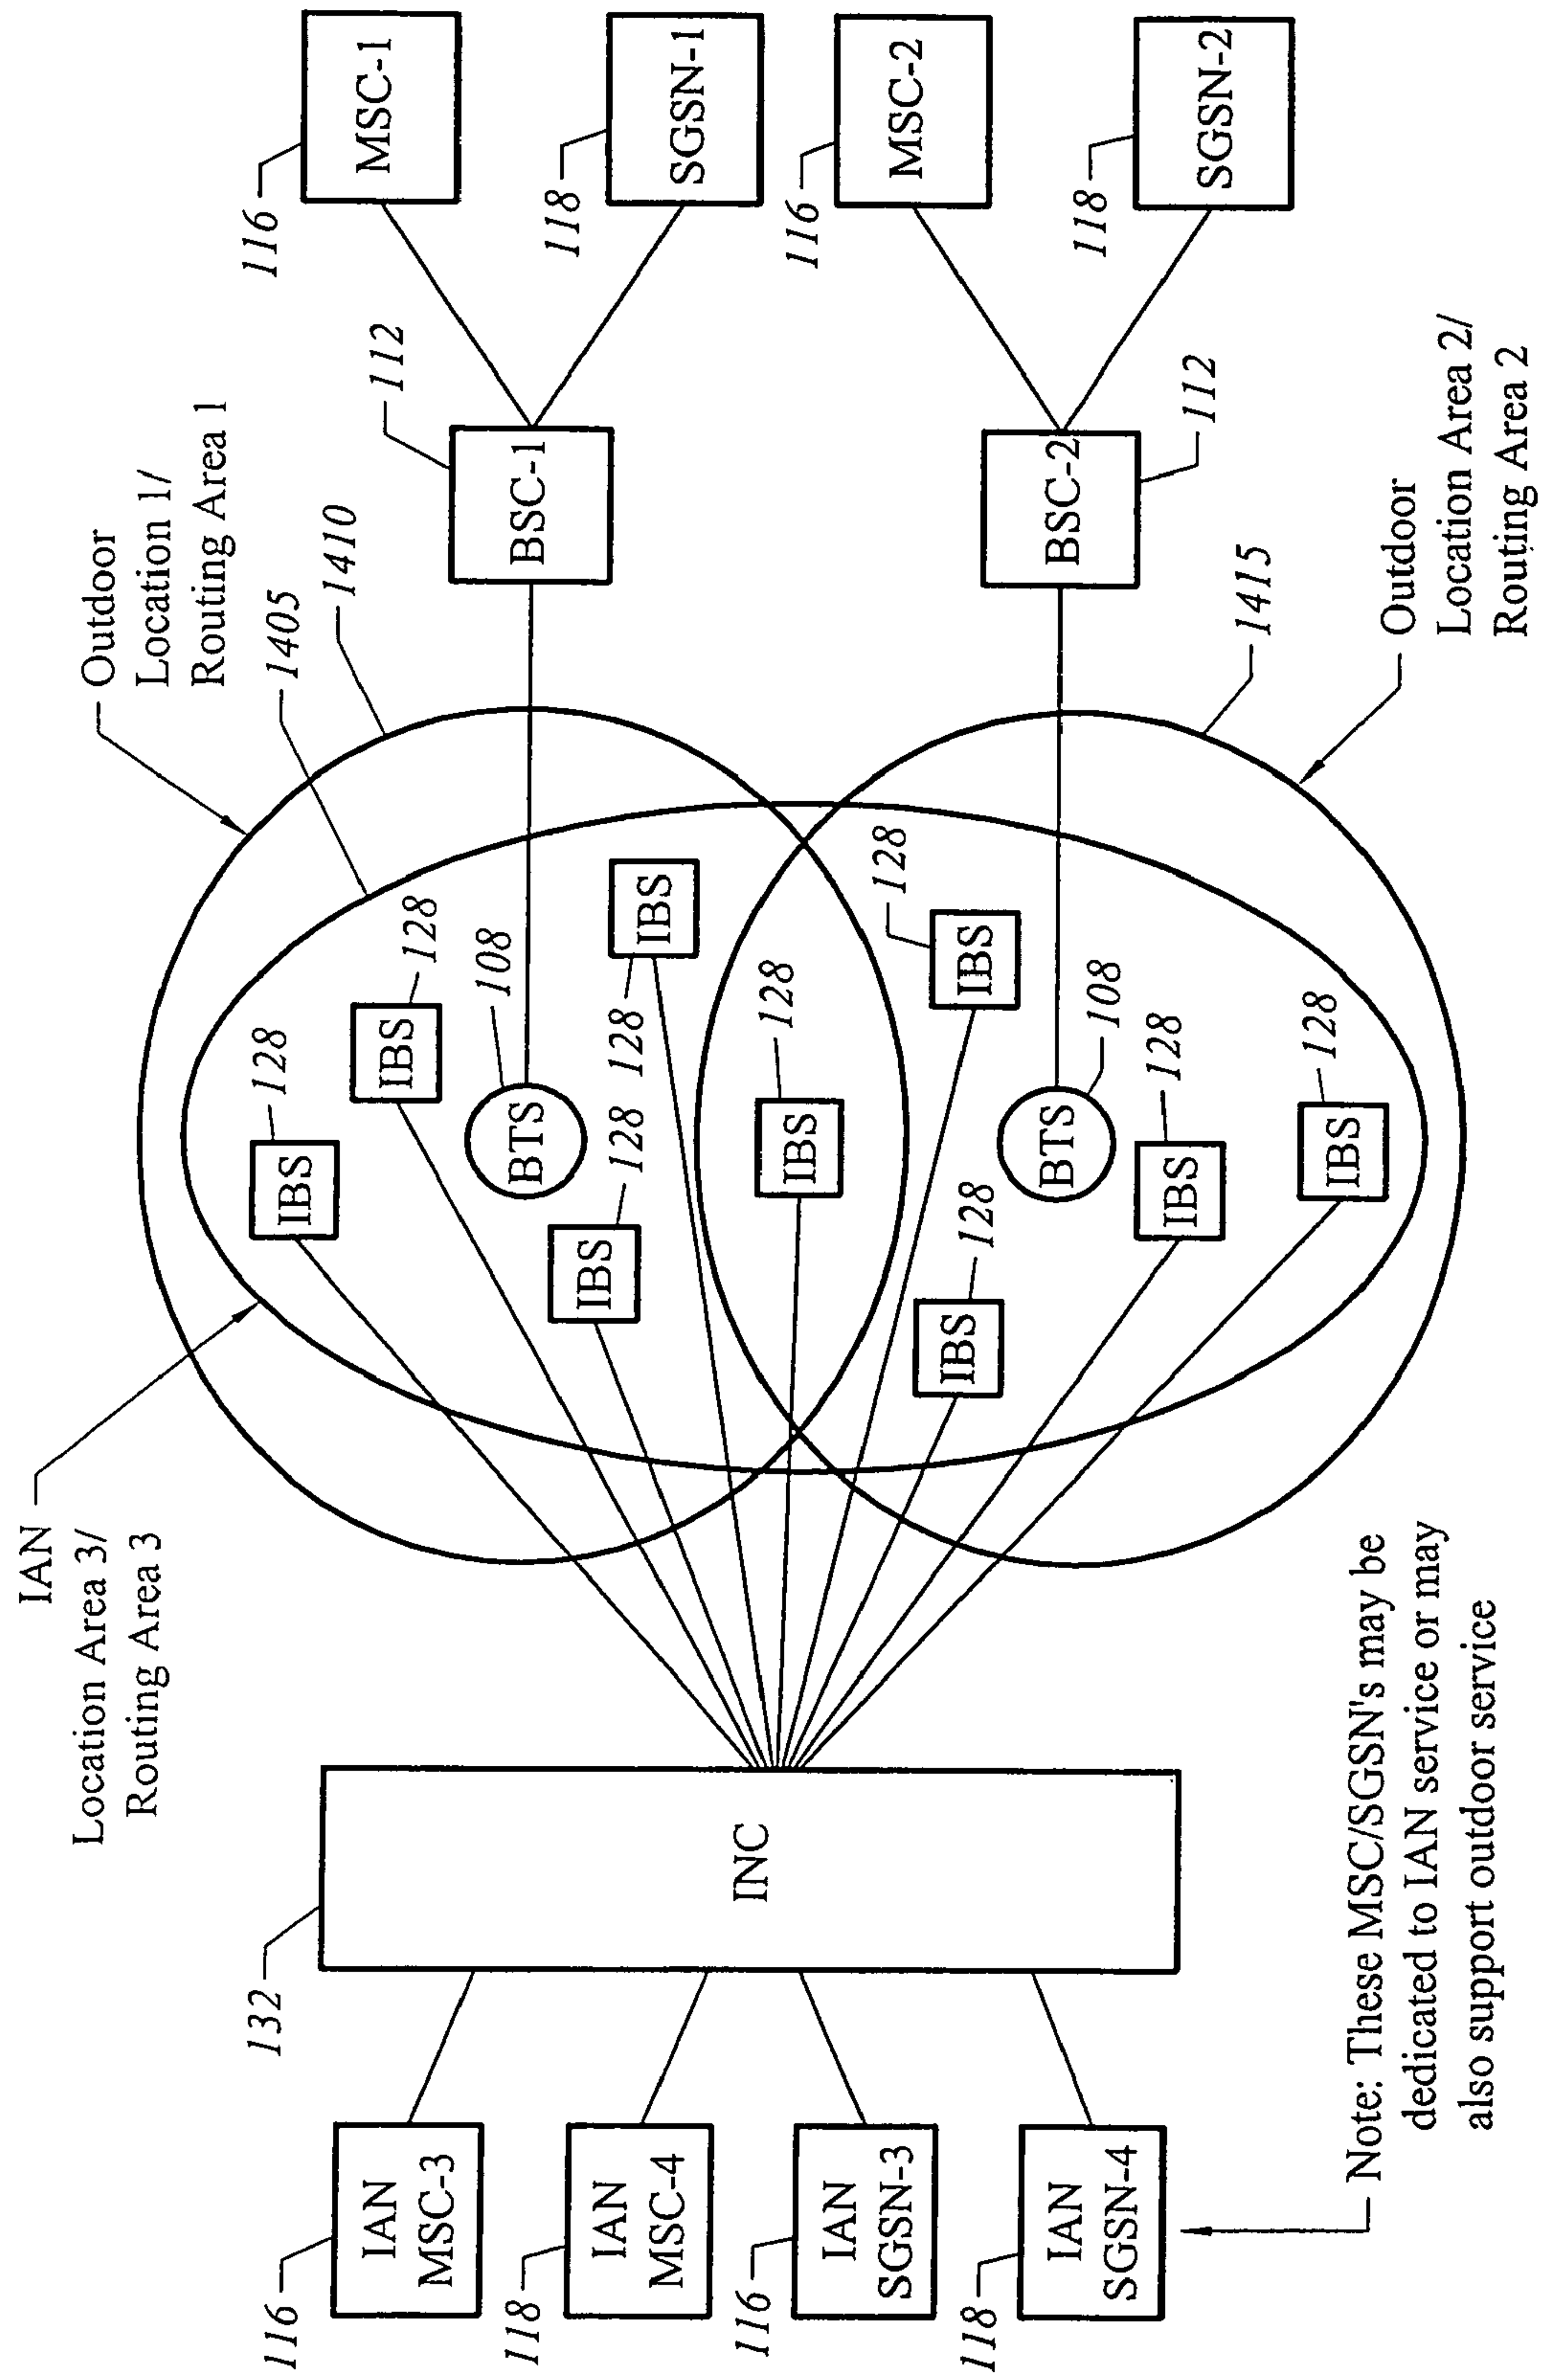 IAN
Location Area 3/
Routing Area 3
Outdoor
Location 1/
Routing Area 1
1405
1410
116
IAN
MSC-3
118
IAN
MSC-4
116
IAN
SGSN-3
118
IAN
SGSN-4
132
INC
128
IBS
128
IBS
108
BTS
128
IBS
128
IBS
128
IBS
128
IBS
128
IBS
108
BTS
128
IBS
128
IBS
112
BSC-1
BSC-2
112
116
MSC-1
118
SGSN-1
116
MSC-2
118
SGSN-2
1415
Outdoor
Location Area 2/
Routing Area 2
Note: These MSC/SGSN's may be
dedicated to IAN service or may
also support outdoor service